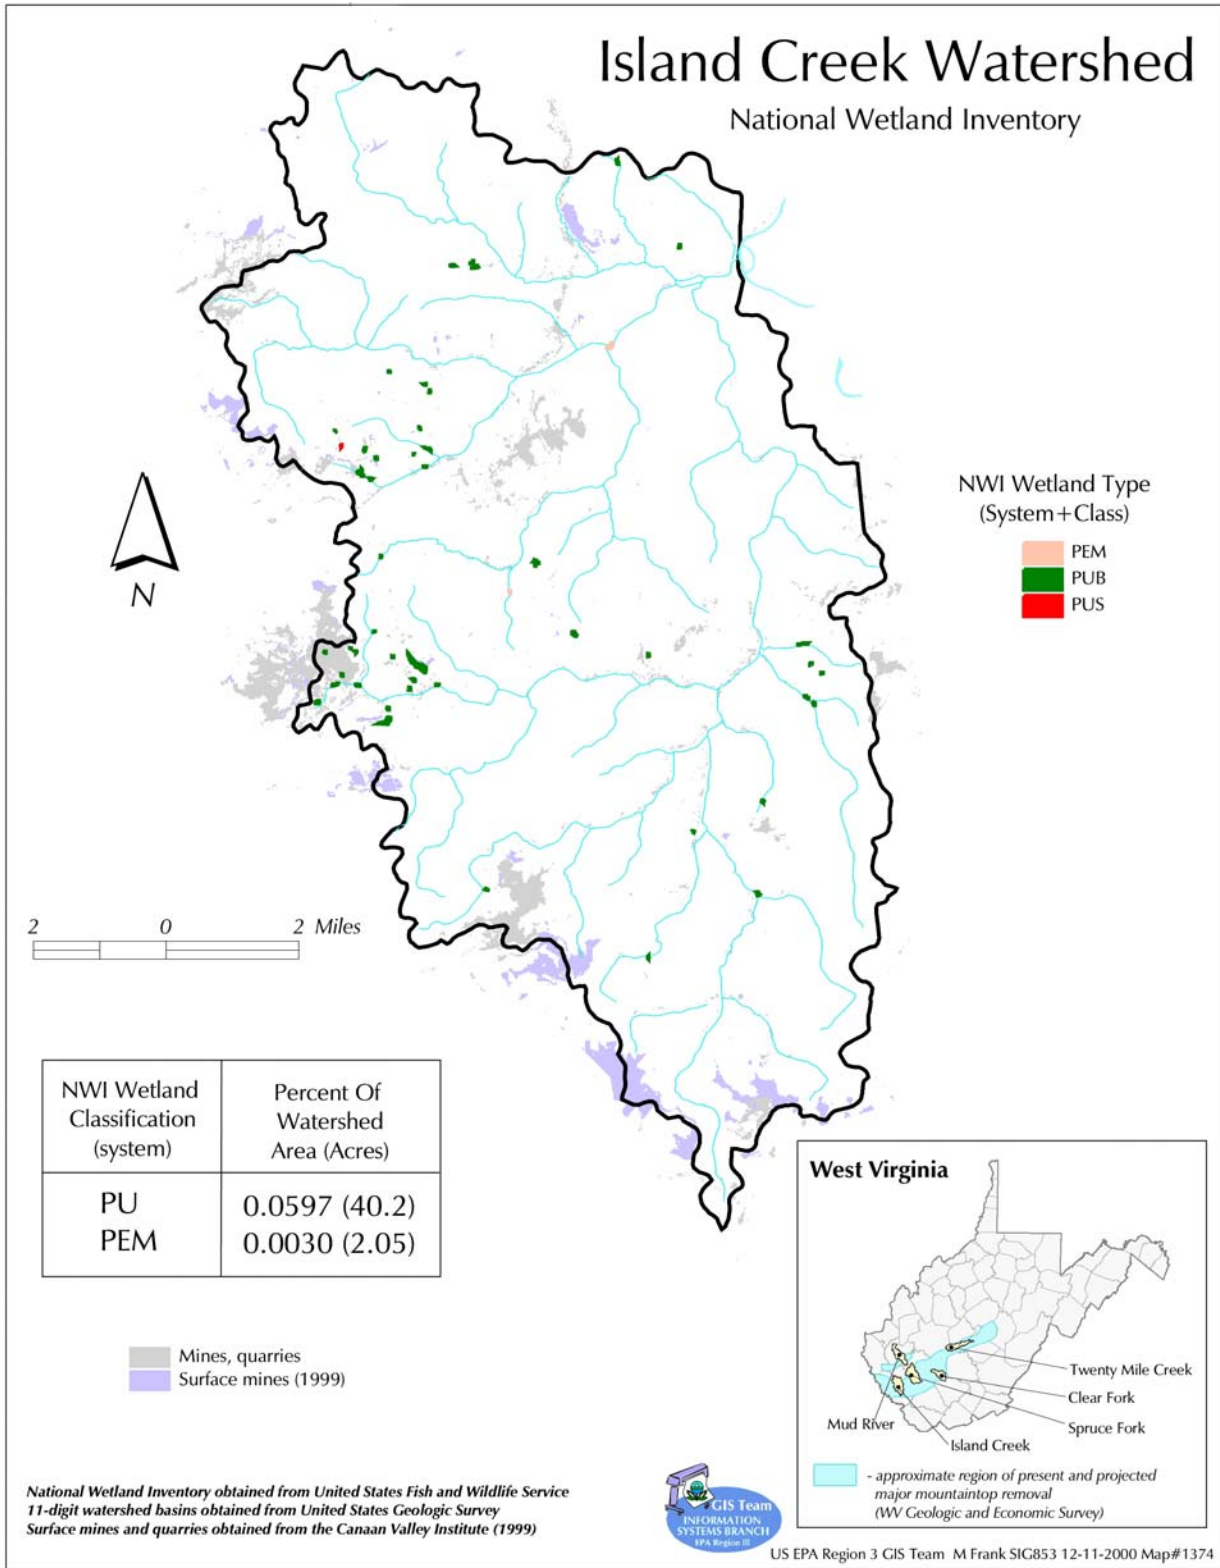 Island Creek Watershed
National Wetland Inventory
N
NWI Wetland Type
(System+Class)
PEM
PUB
PUS
2 0 2 Miles
NWI Wetland
Classification
(system)
Percent Of
Watershed
Area (Acres)
PU 0.0597 (40.2)
PEM 0.0030 (2.05)
Mines, quarries
Surface mines (1999)
West Virginia
Twenty Mile Creek
Clear Fork
Spruce Fork
Mud River
Island Creek
- approximate region of present and projected
major mountaintop removal
(WV Geologic and Economic Survey)
National Wetland Inventory obtained from United States Fish and Wildlife Service
11-digit watershed basins obtained from United States Geologic Survey
Surface mines and quarries obtained from the Canaan Valley Institute (1999)
GIS Team
INFORMATION
SYSTEMS BRANCH
EPA Region III
US EPA Region 3 GIS Team M Frank SIG853 12-11-2000 Map#1374